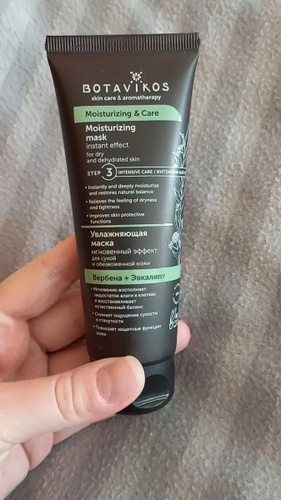 BOTAVIKOS
skin care & aromatherapy
Moisturizing & Care
Moisturizing
mask
instant effect
for dry
and dehydrated skin
STEP 3 INTENSIVE CARE /
• Instantly and deeply moisturize
and restores natural balance
• Relieves the feeling of dryness
and tightness
• Improves skin protective
functions
Увлажняющая
маска
мгновенный эффект
для сухой
и обезвоженной кожи
Вербена + Эвкалипт
• Мгновенно восполняет
недостаток влаги в клетках
и восстанавливает
естественный баланс
• Снимает ощущение сухости
и стянутости
• Повышает защитные функции
кожи